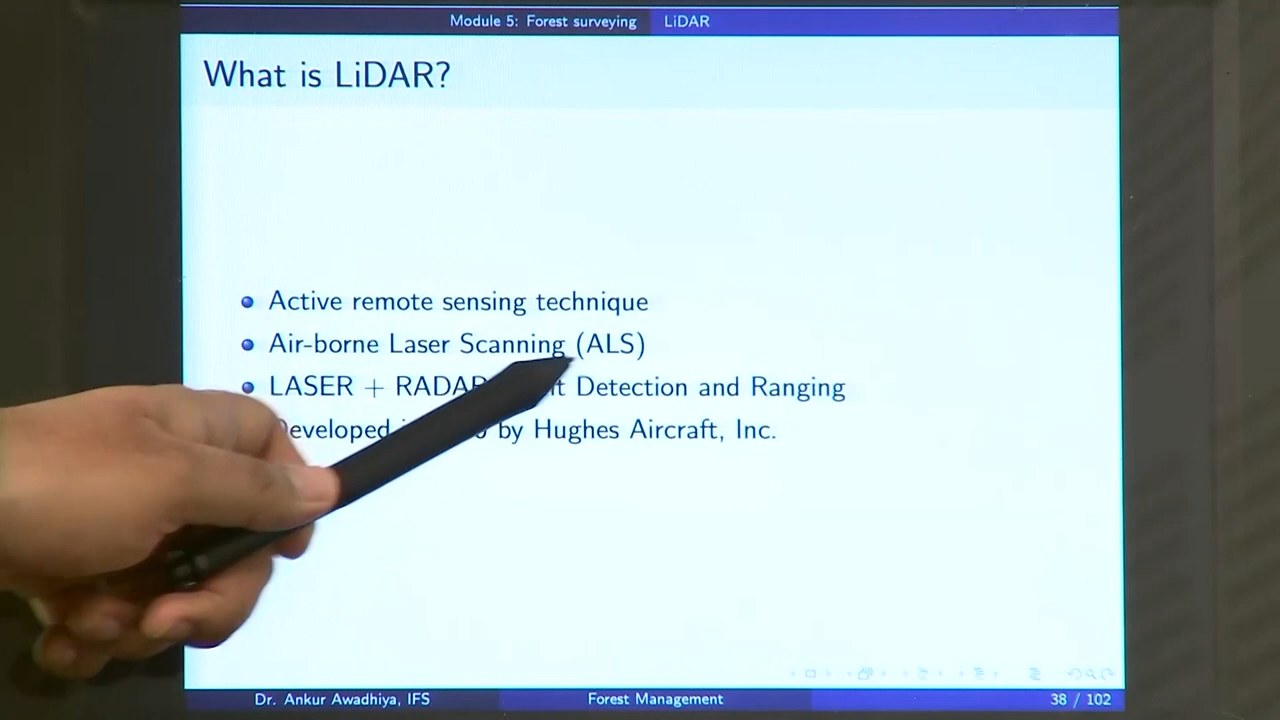 Module 5: Forest surveying LiDAR
What is LiDAR?
Active remote sensing technique
Air-borne Laser Scanning (ALS)
LASER + RADAR Detection and Ranging
Developed by Hughes Aircraft, Inc.
Dr. Ankur Awadhiya, IFS Forest Management 38 / 102